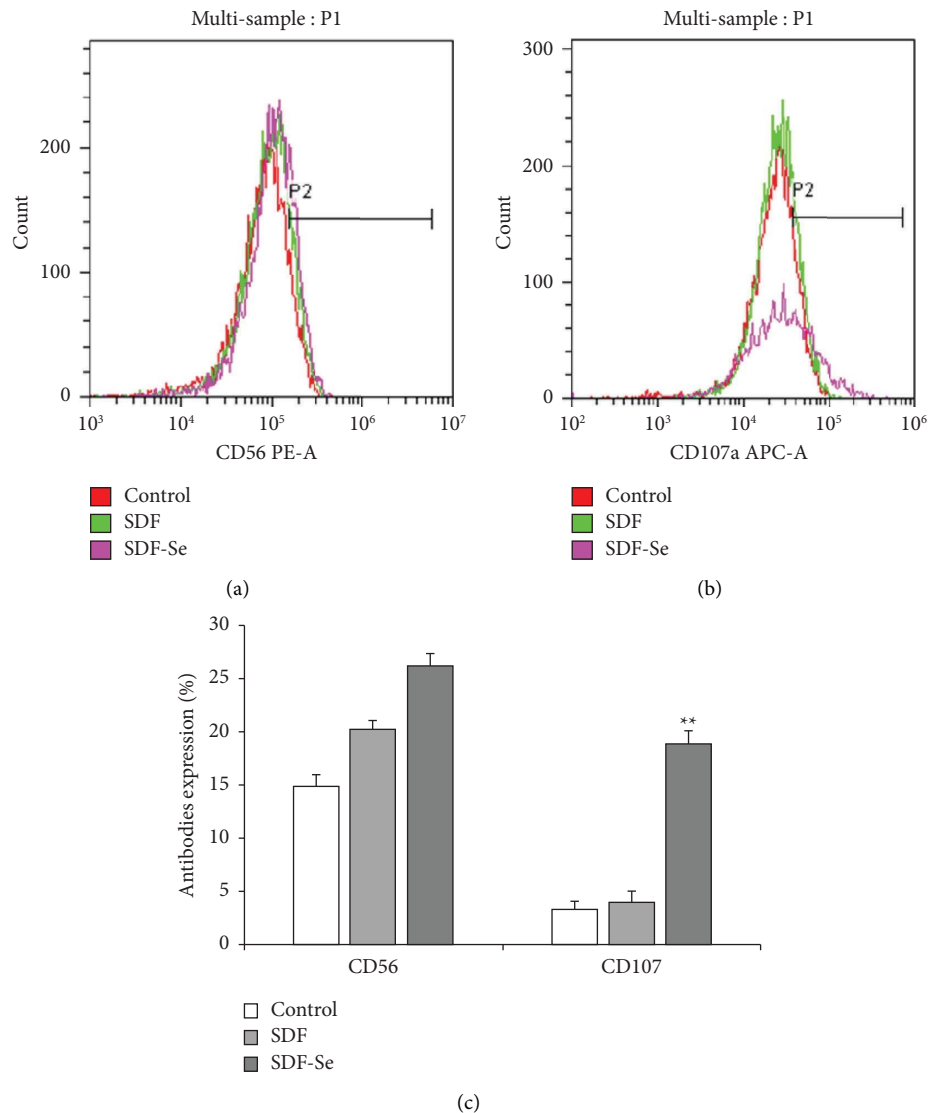 Multi-sample : P1
200
100
0
Count
P2
10³ 10⁴ 10⁵ 10⁶ 10⁷
CD56 PE-A
Control
SDF
SDF-Se
(a)
Multi-sample : P1
300
200
100
0
Count
P2
10² 10³ 10⁴ 10⁵ 10⁶
CD107a APC-A
Control
SDF
SDF-Se
(b)
30
25
20
15
10
5
0
Antibodies expression (%)
**
CD56 CD107
Control
SDF
SDF-Se
(c)